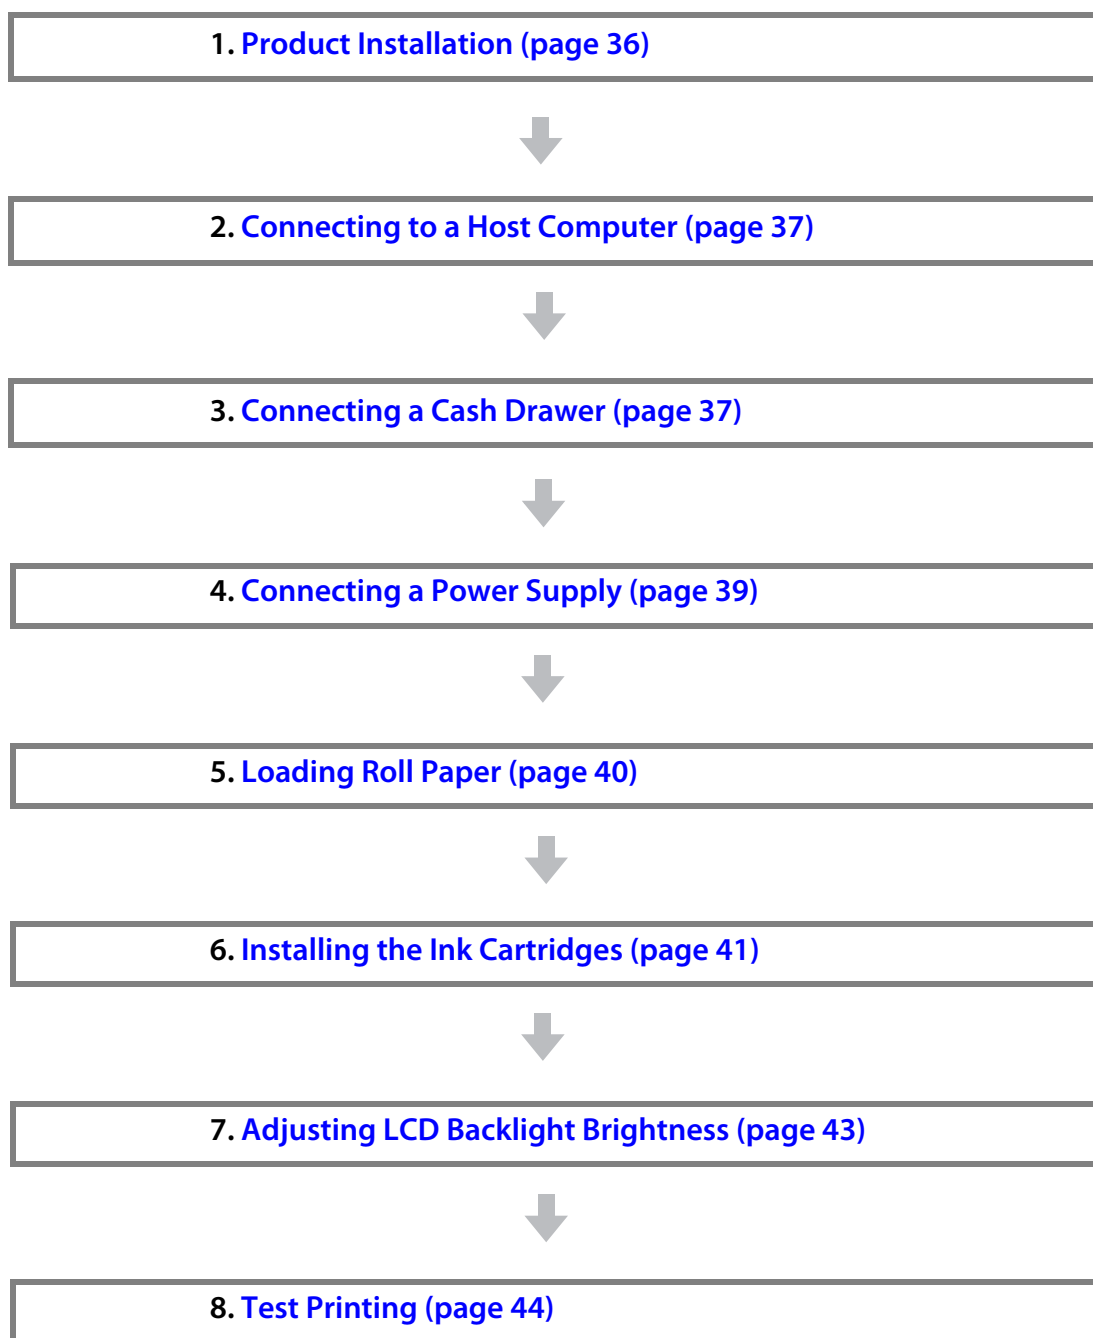 1. Product Installation (page 36)
2. Connecting to a Host Computer (page 37)
3. Connecting a Cash Drawer (page 37)
4. Connecting a Power Supply (page 39)
5. Loading Roll Paper (page 40)
6. Installing the Ink Cartridges (page 41)
7. Adjusting LCD Backlight Brightness (page 43)
8. Test Printing (page 44)